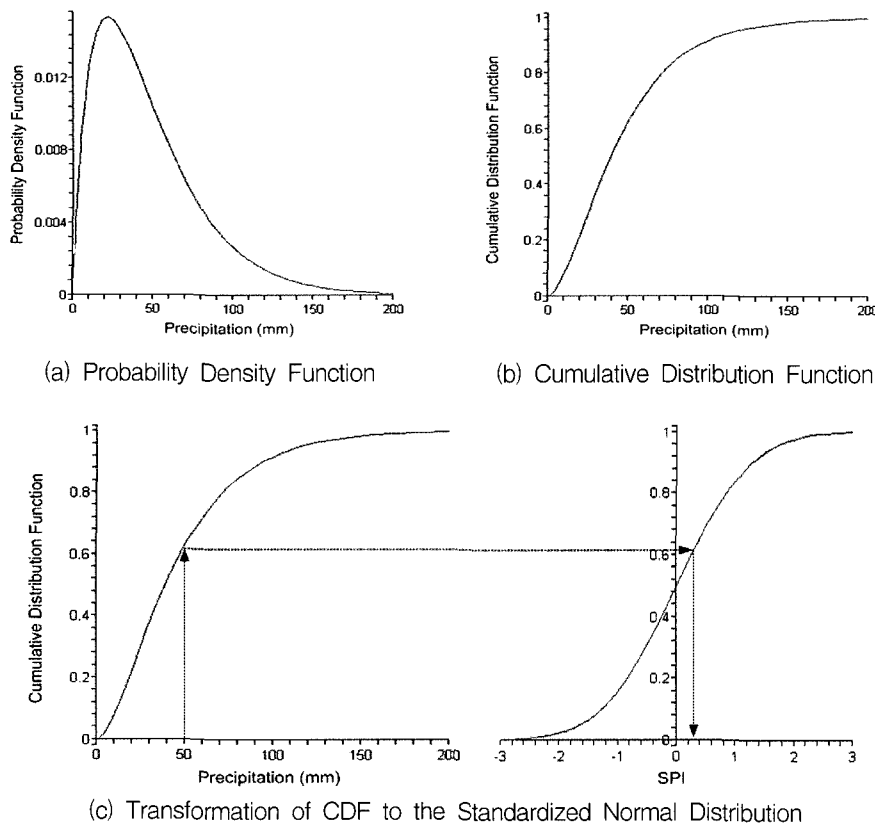 Probability Density Function
0.012
0.008
0.004
0
0 50 100 150 200
Precipitation (mm)
(a) Probability Density Function
Cumulative Distribution Function
1
0.8
0.6
0.4
0.2
0
0 50 100 150 200
Precipitation (mm)
(b) Cumulative Distribution Function
Cumulative Distribution Function
1
0.8
0.6
0.4
0.2
0
0 50 100 150 200
Precipitation (mm)
1
0.8
0.6
0.4
0.2
0
-3 -2 -1 0 1 2 3
SPI
(c) Transformation of CDF to the Standardized Normal Distribution